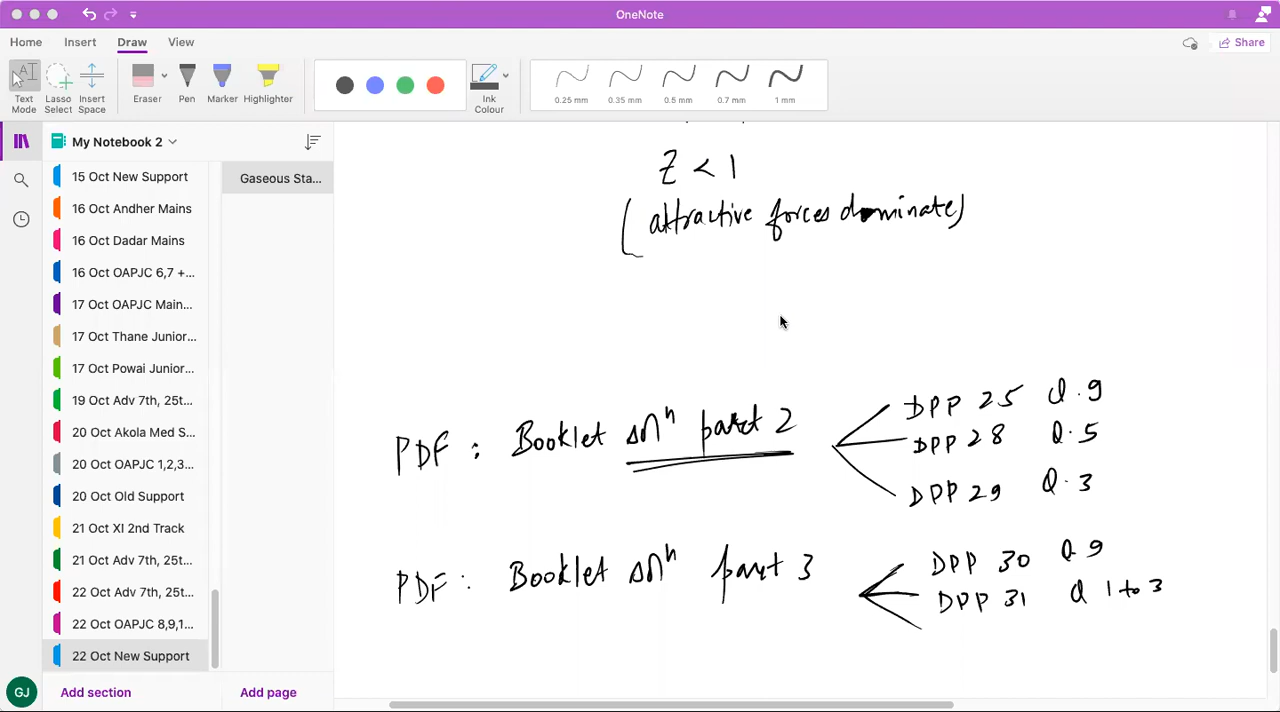 OneNote
Home Insert Draw View
Share
Text Mode
Lasso Select
Insert Space
Eraser
Pen
Marker
Highlighter
Ink Colour
0.25 mm
0.35 mm
0.5 mm
0.7 mm
1 mm
My Notebook 2
15 Oct New Support
16 Oct Andher Mains
16 Oct Dadar Mains
16 Oct OAPJC 6,7 +...
17 Oct OAPJC Main...
17 Oct Thane Junior...
17 Oct Powai Junior...
19 Oct Adv 7th, 25t...
20 Oct Akola Med S...
20 Oct OAPJC 1,2,3...
20 Oct Old Support
21 Oct XI 2nd Track
21 Oct Adv 7th, 25t...
22 Oct Adv 7th, 25t...
22 Oct OAPJC 8,9,1...
22 Oct New Support
GJ
Add section
Gaseous Sta...
Add page
Z < 1
(attractive forces dominate)
PDF : Booklet solⁿ part 2
DPP 25 Q.9
DPP 28 Q.5
DPP 29 Q.3
PDF : Booklet solⁿ part 3
DPP 30 Q.9
DPP 31 Q 1 to 3